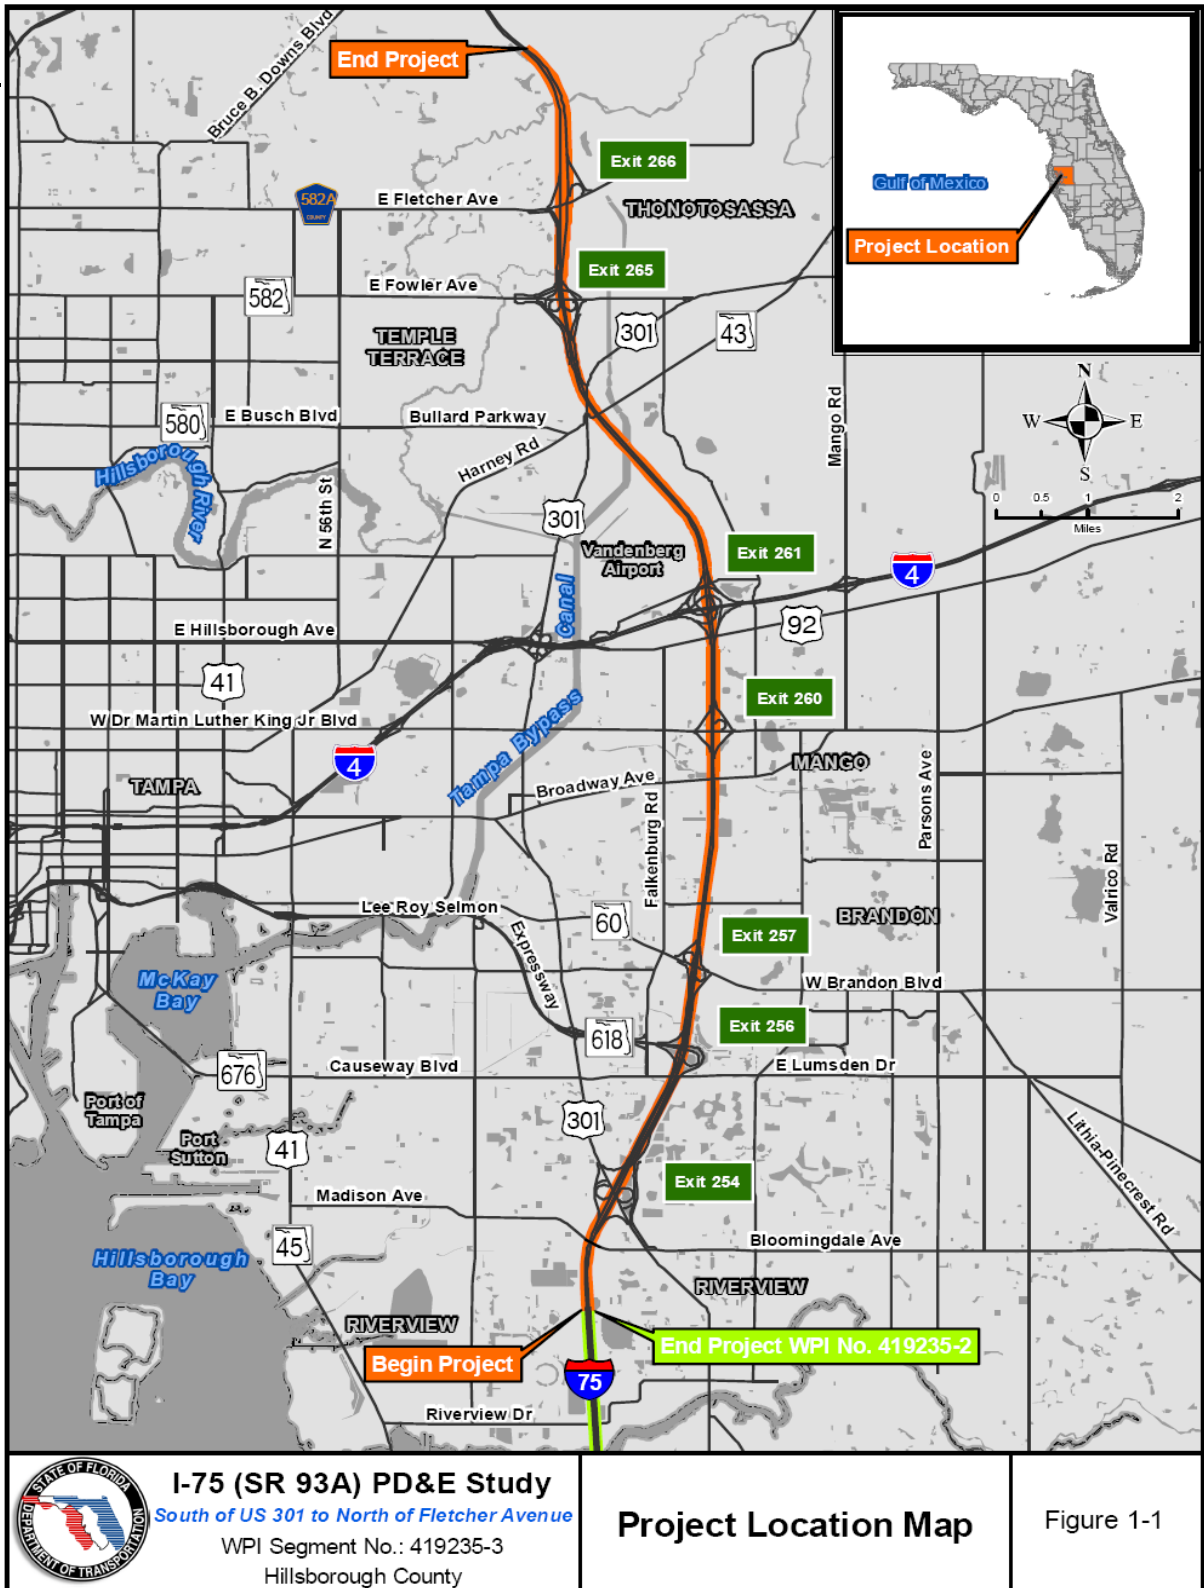 End Project
Bruce B. Downs Blvd
Exit 266
582A
COUNTY
E Fletcher Ave
THONOTOSASSA
Gulf of Mexico
Project Location
Exit 265
582
E Fowler Ave
301
43
TEMPLE
TERRACE
N
W
E
S
0
0.5
1
2
Miles
580
E Busch Blvd
Bullard Parkway
Mango Rd
Harney Rd
Hillsborough River
N 56th St
301
Vandenberg
Airport
Exit 261
4
Canal
92
E Hillsborough Ave
41
Exit 260
W Dr Martin Luther King Jr Blvd
4
Tampa Bypass
MANGO
TAMPA
Broadway Ave
Falkenburg Rd
Parsons Ave
Valrico Rd
Lee Roy Selmon
Expressway
60
BRANDON
Exit 257
McKay
Bay
W Brandon Blvd
Exit 256
618
676
Causeway Blvd
E Lumsden Dr
Port of
Tampa
Port
Sutton
301
41
Lithia-Pinecrest Rd
Exit 254
Madison Ave
45
Bloomingdale Ave
Hillsborough
Bay
RIVERVIEW
RIVERVIEW
Begin Project
End Project WPI No. 419235-2
75
Riverview Dr
STATE OF FLORIDA
DEPARTMENT OF TRANSPORTATION
I-75 (SR 93A) PD&E Study
South of US 301 to North of Fletcher Avenue
WPI Segment No.: 419235-3
Hillsborough County
Project Location Map
Figure 1-1